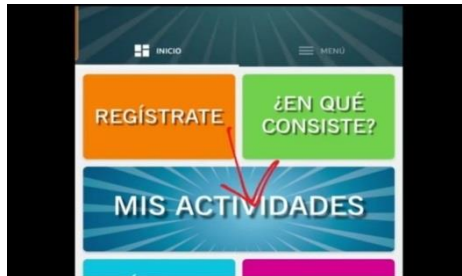 INICIO
MENÚ
REGÍSTRATE
¿EN QUÉ
CONSISTE?
MIS ACTIVIDADES